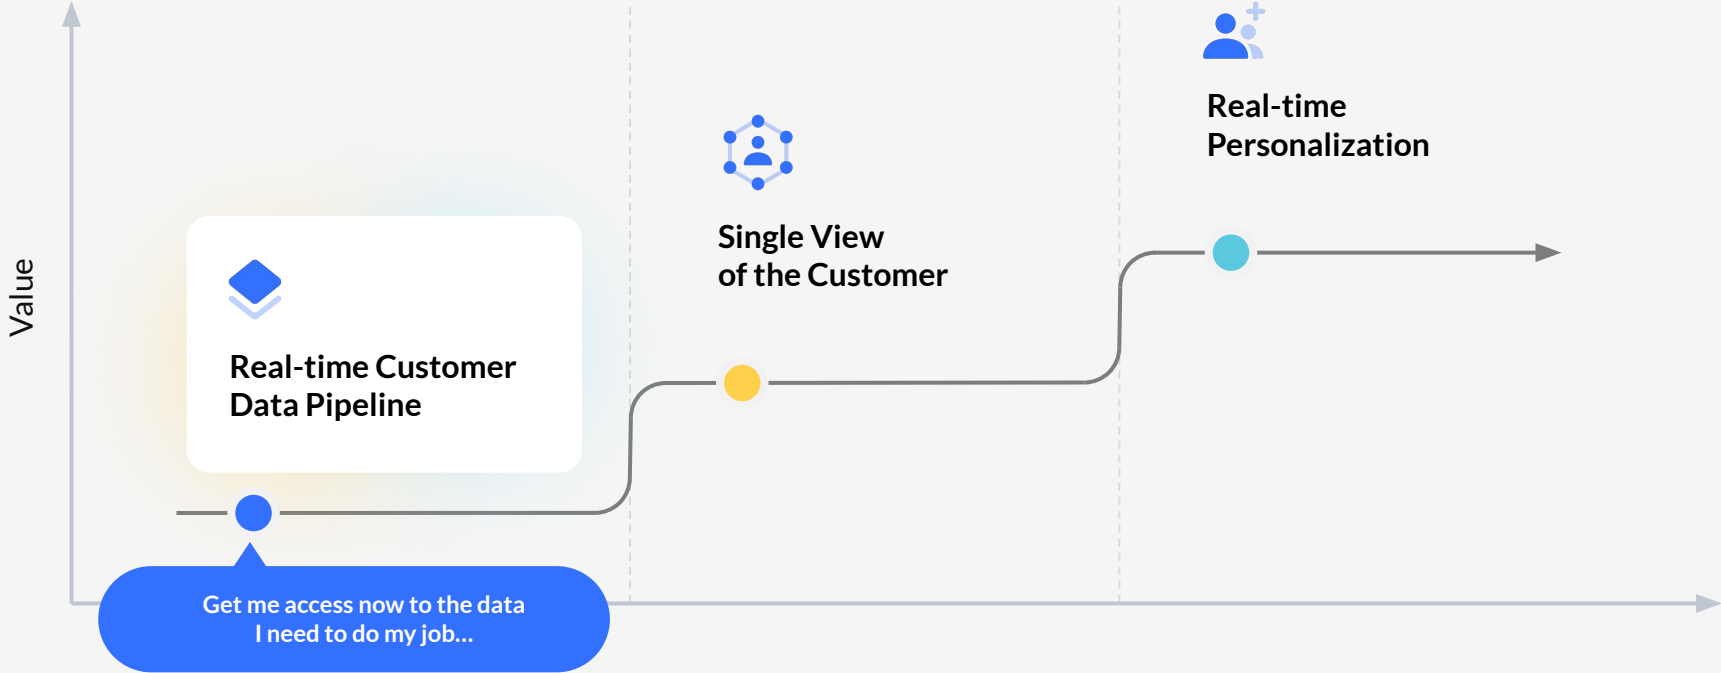 Real-time
Personalization
Single View
of the Customer
Value
Real-time Customer
Data Pipeline
Get me access now to the data
I need to do my job...